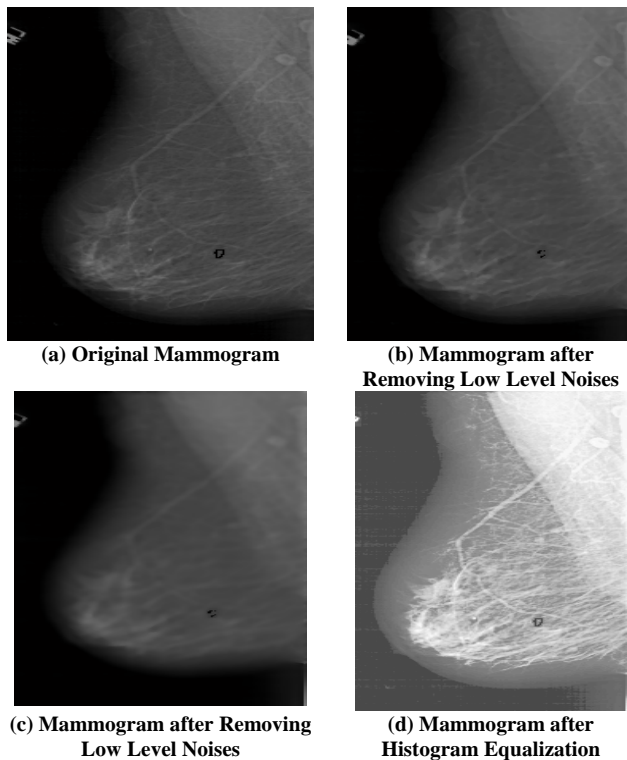 (a) Original Mammogram
(b) Mammogram after
Removing Low Level Noises
(c) Mammogram after Removing
Low Level Noises
(d) Mammogram after
Histogram Equalization